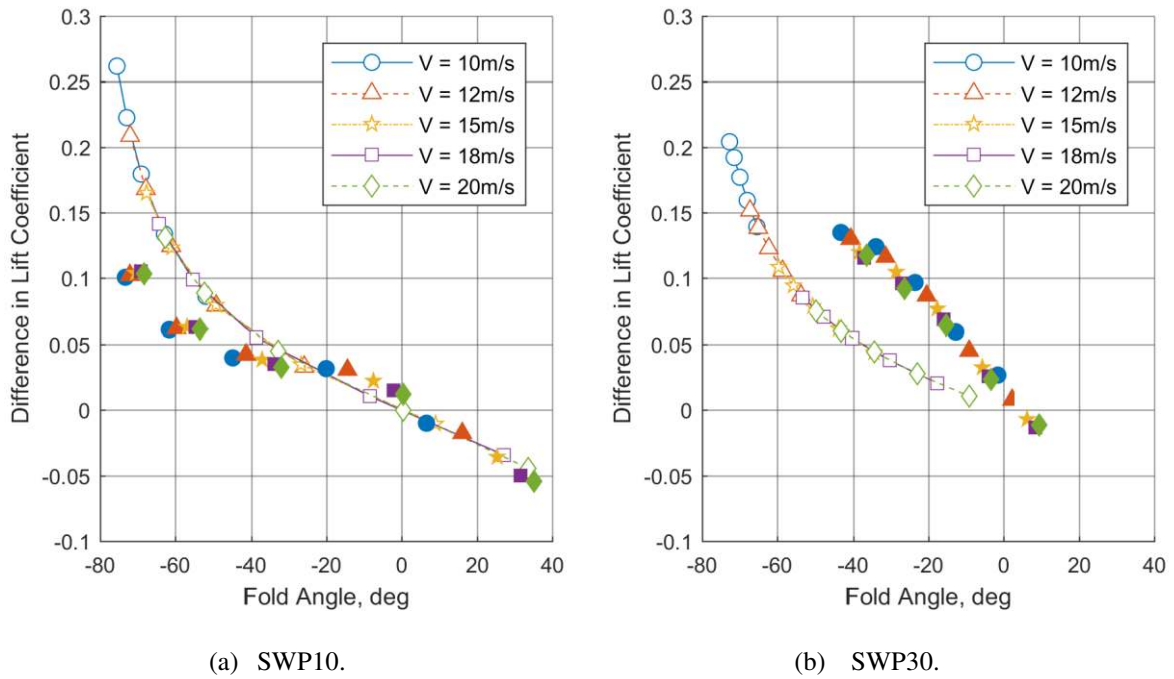 0.3
0.25
0.2
0.15
0.1
0.05
0
-0.05
-0.1
-80 -60 -40 -20 0 20 40
Difference in Lift Coefficient
Fold Angle, deg
V = 10m/s
V = 12m/s
V = 15m/s
V = 18m/s
V = 20m/s
(a) SWP10.
0.3
0.25
0.2
0.15
0.1
0.05
0
-0.05
-0.1
-80 -60 -40 -20 0 20 40
Difference in Lift Coefficient
Fold Angle, deg
V = 10m/s
V = 12m/s
V = 15m/s
V = 18m/s
V = 20m/s
(b) SWP30.